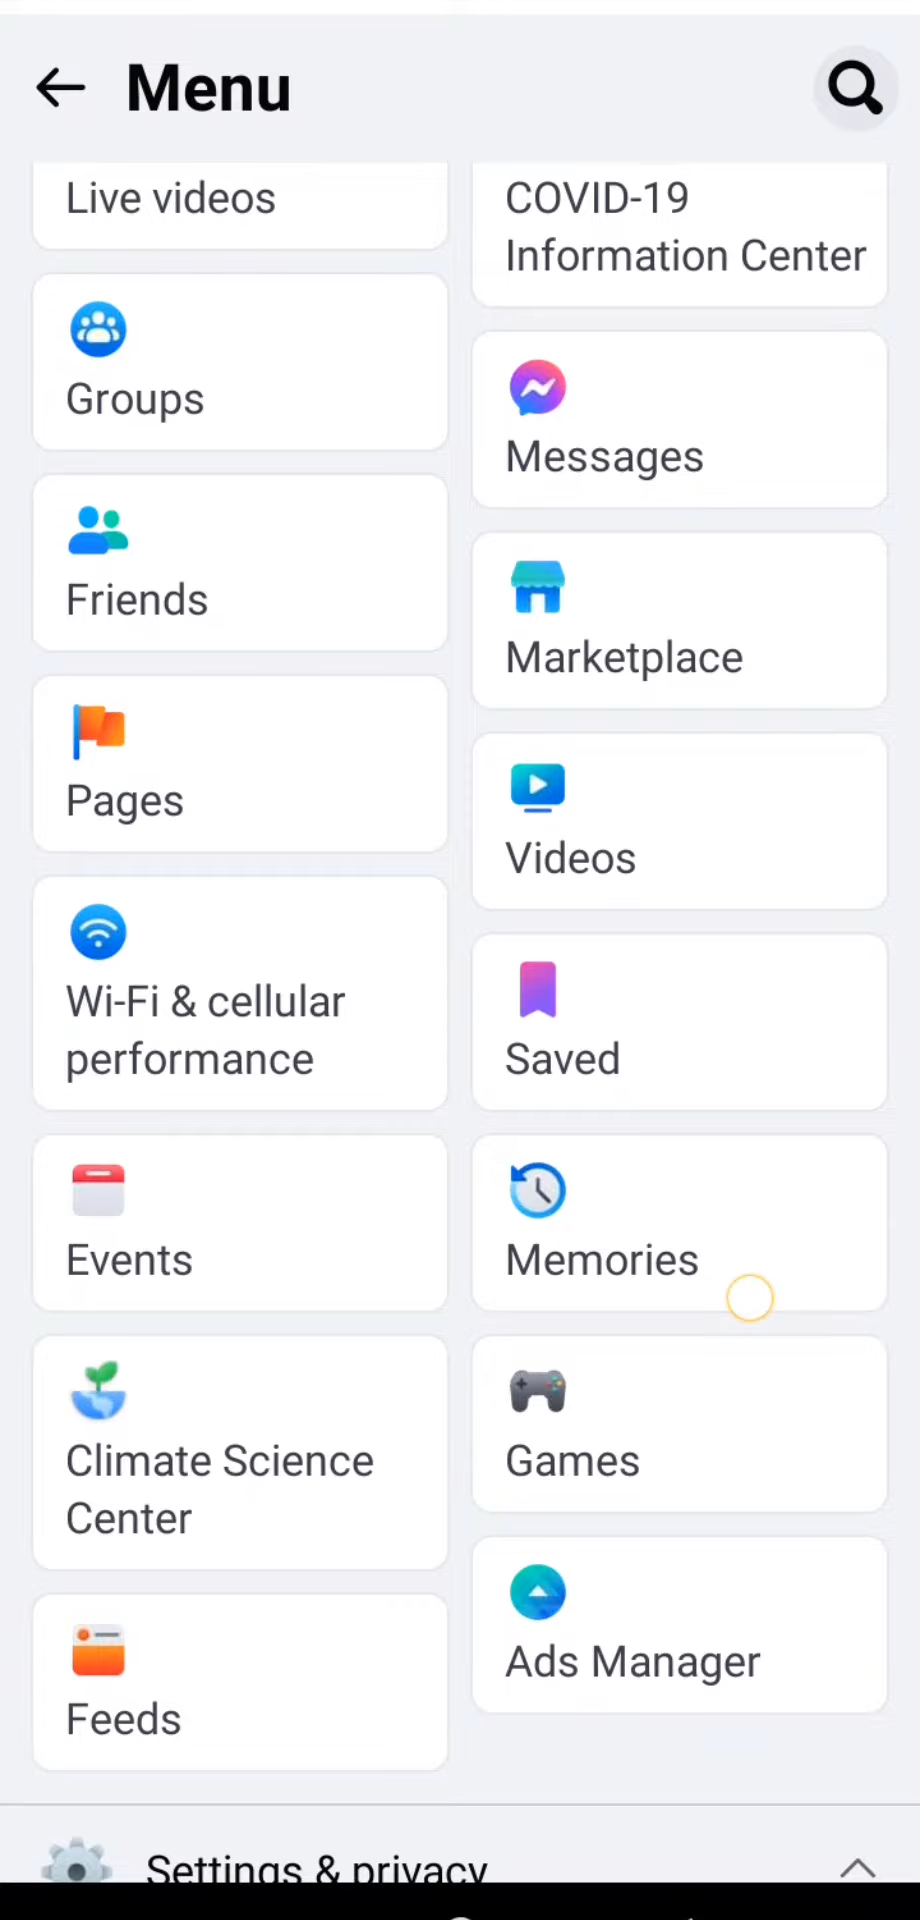 Menu
Live videos
COVID-19
Information Center
Groups
Messages
Friends
Marketplace
Pages
Videos
Wi-Fi & cellular
performance
Saved
Events
Memories
Climate Science
Center
Games
Feeds
Ads Manager
Settings & privacy